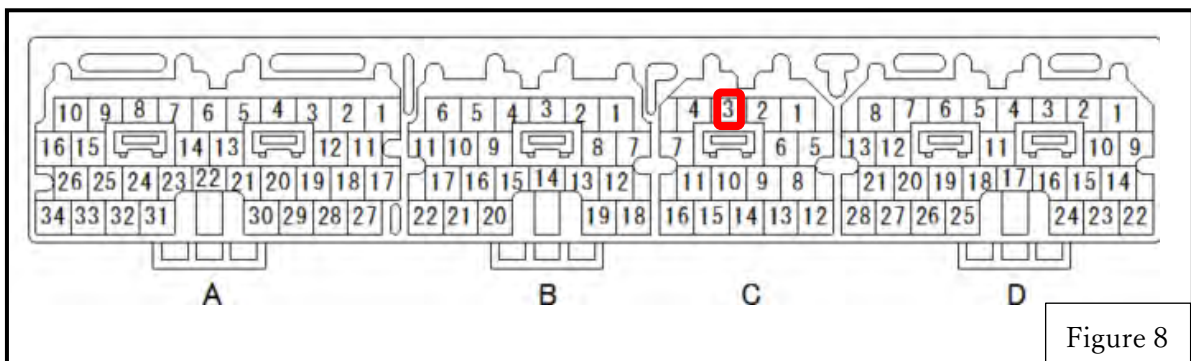 10 9 8 7 6 5 4 3 2 1 6 5 4 3 2 1 4 3 2 1 8 7 6 5 4 3 2 1
16 15 14 13 12 11 11 10 9 8 7 7 6 5 13 12 11 10 9
26 25 24 23 22 21 20 19 18 17 17 16 15 14 13 12 11 10 9 8 21 20 19 18 17 16 15 14
34 33 32 31 30 29 28 27 22 21 20 19 18 16 15 14 13 12 28 27 26 25 24 23 22
A B C D
Figure 8